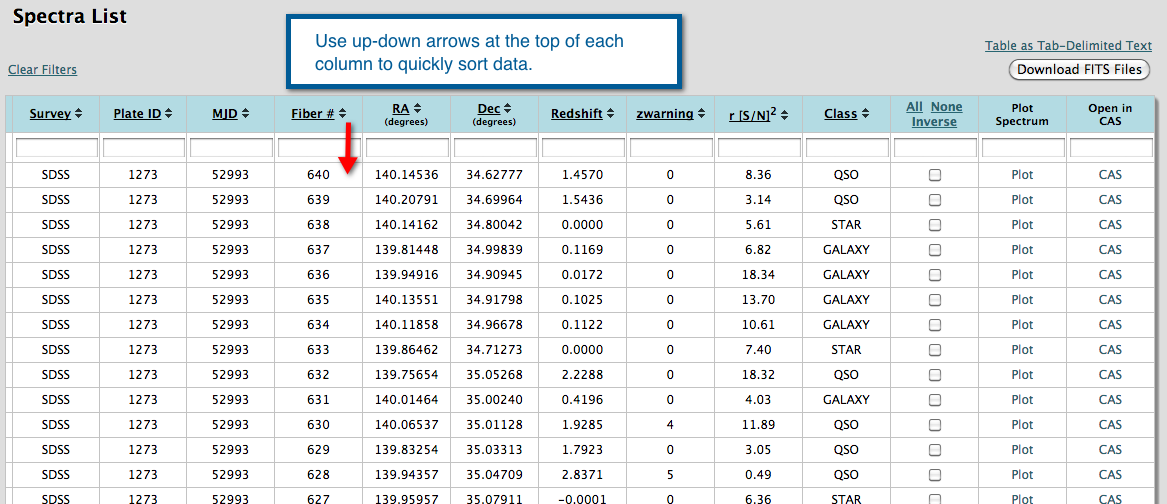 Spectra List
Use up-down arrows at the top of each
column to quickly sort data.
Table as Tab-Delimited Text
Clear Filters
Download FITS Files
Survey Plate ID MJD Fiber # RA (degrees) Dec (degrees) Redshift zwarning r [S/N]2 Class All None Inverse Plot Spectrum Open in CAS
SDSS 1273 52993 640 140.14536 34.62777 1.4570 0 8.36 QSO Plot CAS
SDSS 1273 52993 639 140.20791 34.69964 1.5436 0 3.14 QSO Plot CAS
SDSS 1273 52993 638 140.14162 34.80042 0.0000 0 5.61 STAR Plot CAS
SDSS 1273 52993 637 139.81448 34.99839 0.1169 0 6.82 GALAXY Plot CAS
SDSS 1273 52993 636 139.94916 34.90945 0.0172 0 18.34 GALAXY Plot CAS
SDSS 1273 52993 635 140.13551 34.91798 0.1025 0 13.70 GALAXY Plot CAS
SDSS 1273 52993 634 140.11858 34.96678 0.1122 0 10.61 GALAXY Plot CAS
SDSS 1273 52993 633 139.86462 34.71273 0.0000 0 7.40 STAR Plot CAS
SDSS 1273 52993 632 139.75654 35.05268 2.2288 0 18.32 QSO Plot CAS
SDSS 1273 52993 631 140.01464 35.00240 0.4196 0 4.03 GALAXY Plot CAS
SDSS 1273 52993 630 140.06537 35.01128 1.9285 4 11.89 QSO Plot CAS
SDSS 1273 52993 629 139.83254 35.03313 1.7923 0 3.05 QSO Plot CAS
SDSS 1273 52993 628 139.94357 35.04709 2.8371 5 0.49 QSO Plot CAS
SDSS 1273 52993 627 139.95957 35.07911 -0.0001 0 6.36 STAR Plot CAS